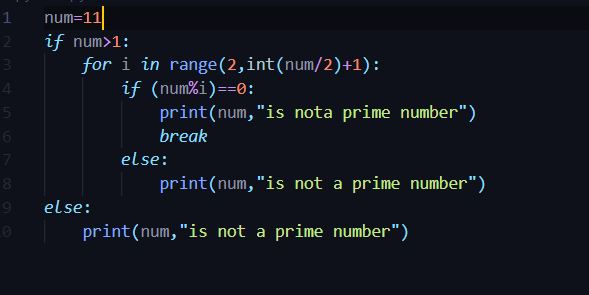 1 num=11
2 if num>1:
3 for i in range(2,int(num/2)+1):
4 if (num%i)==0:
5 print(num,"is nota prime number")
6 break
7 else:
8 print(num,"is not a prime number")
9 else:
0 print(num,"is not a prime number")